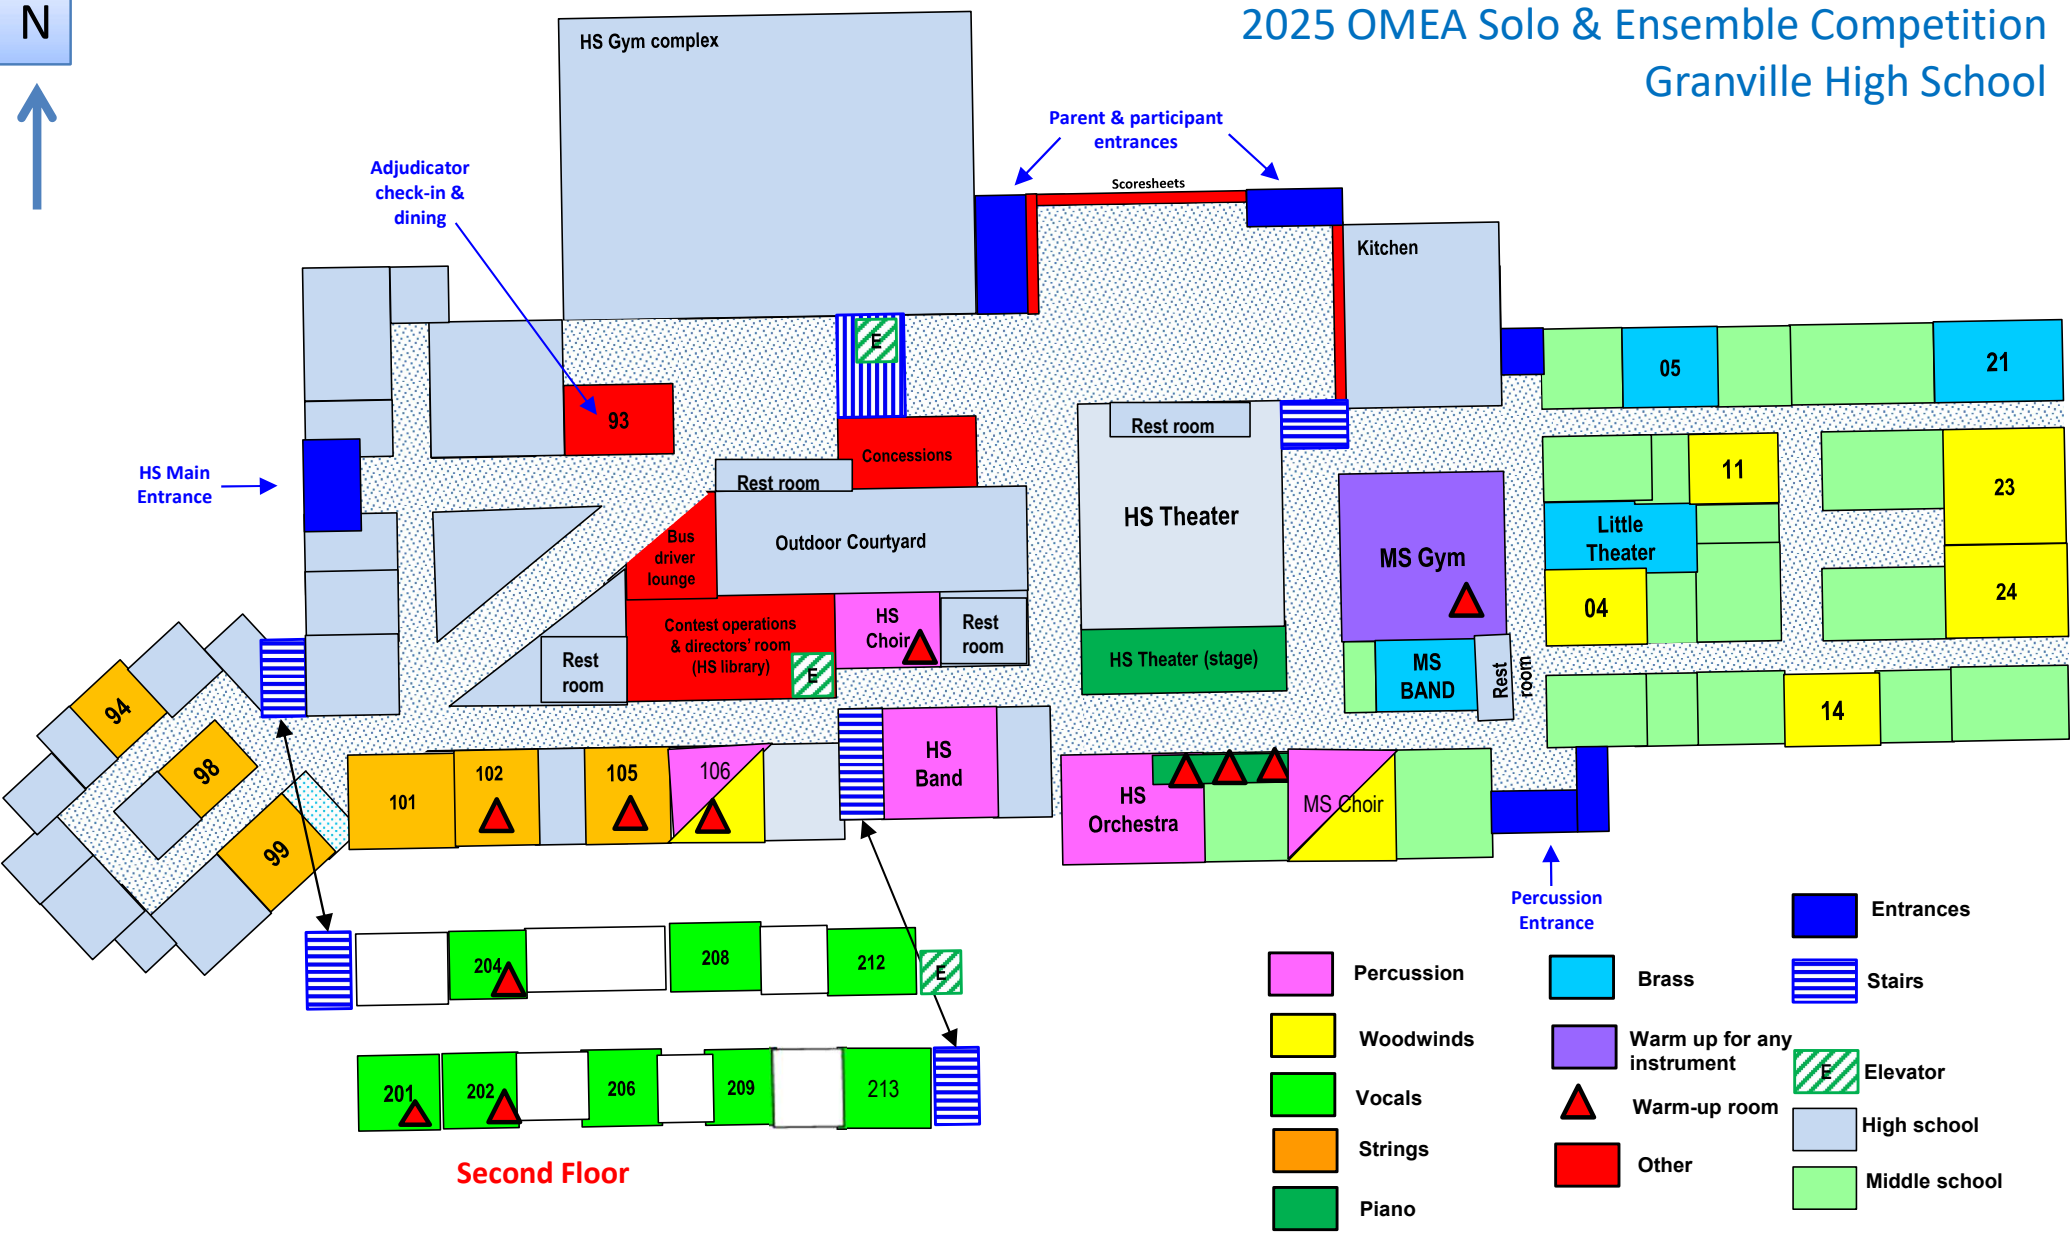 N
2025 OMEA Solo & Ensemble Competition
Granville High School
HS Gym complex
Parent & participant
entrances
Adjudicator
check-in &
dining
Scoresheets
Kitchen
E
05
21
93
Rest room
Concessions
HS Main
Entrance
Rest room
11
23
HS Theater
Little
Theater
Bus
driver
lounge
Outdoor Courtyard
MS Gym
04
24
Contest operations
& directors' room
(HS library)
E
HS
Choir
Rest
room
Rest
room
HS Theater (stage)
MS
BAND
Rest
room
14
94
98
99
101
102
105
106
HS
Band
HS
Orchestra
MS Choir
Percussion
Entrance
204
208
212
E
201
202
206
209
213
Second Floor
Percussion
Woodwinds
Vocals
Strings
Piano
Brass
Warm up for any
instrument
Warm-up room
Other
Entrances
Stairs
E
Elevator
High school
Middle school